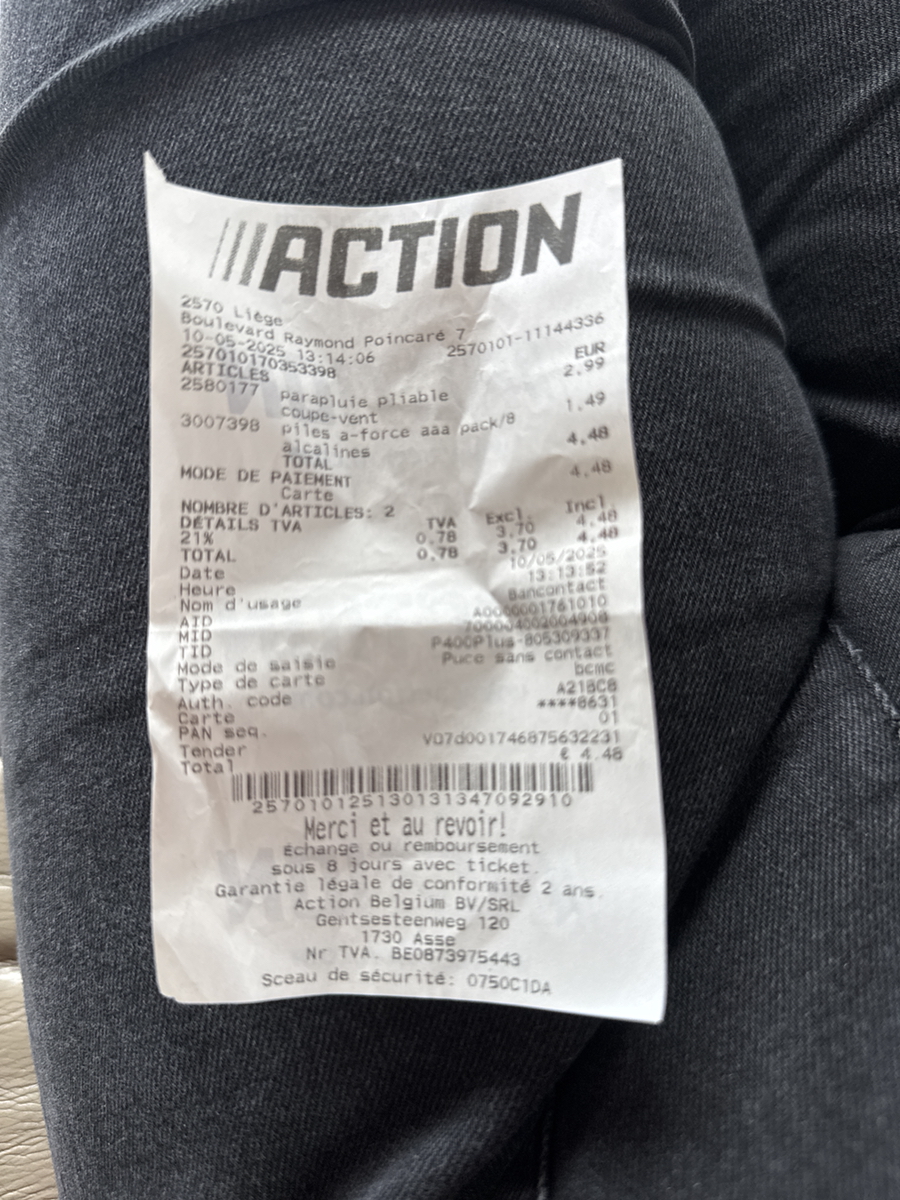 ACTION
2570 Liége
Boulevard Raymond Poincaré 7
10-05-2025 13:14:06 2570101-11144336
257010170353398
ARTICLES EUR
2580177 parapluie pliable 2.99
coupe-vent
3007398 piles a-force aaa pack/8 1.49
alcalines
TOTAL 4.48
MODE DE PAIEMENT
Carte 4.48
NOMBRE D'ARTICLES: 2
DÉTAILS TVA TVA Excl. Incl
21% 0.78 3.70 4.48
TOTAL 0.78 3.70 4.48
Date 10/05/2025
Heure 13:13:52
Nom d'usage Bancontact
AID A0000001761010
MID
TID P400Plus-805309337
Mode de saisie Puce sans contact
Type de carte bcmc
Auth. code A218C8
Carte ****8631
PAN seq. 01
Tender V07d001746875632231
Total € 4.48
257010125130131347092910
Merci et au revoir!
Échange ou remboursement
sous 8 jours avec ticket.
Garantie légale de conformité 2 ans.
Action Belgium BV/SRL
Gentsesteenweg 120
1730 Asse
Nr TVA. BE0873975443
Sceau de sécurité: 0750C1DA